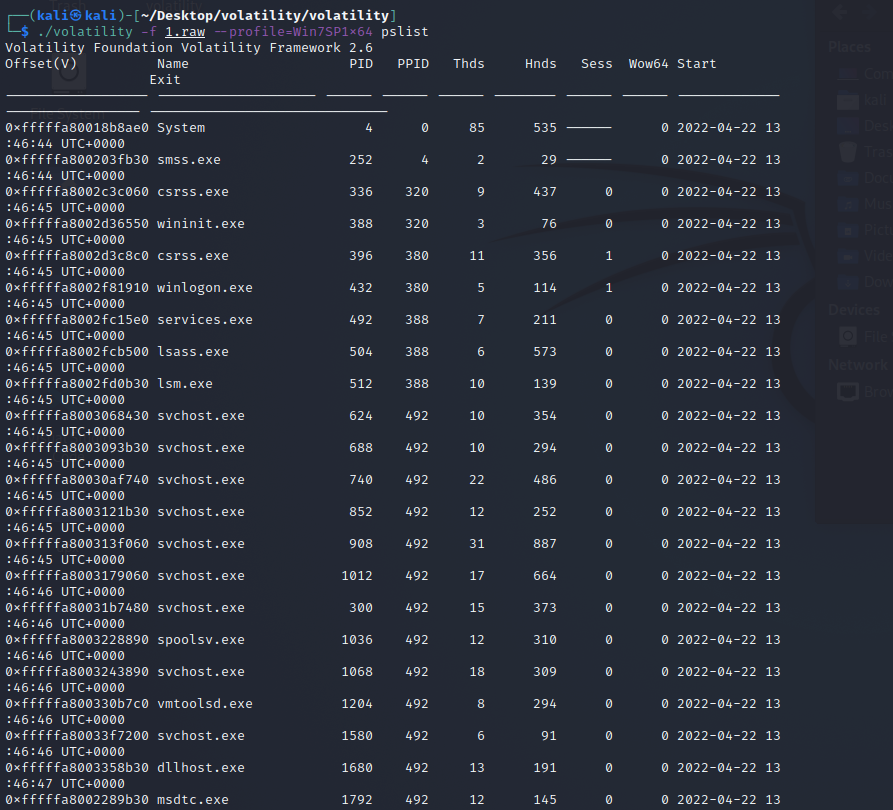 ┌──(kali㉿kali)-[~/Desktop/volatility/volatility]
└─$ ./volatility -f 1.raw --profile=Win7SP1×64 pslist
Volatility Foundation Volatility Framework 2.6
Offset(V) Name PID PPID Thds Hnds Sess Wow64 Start
Exit
0×fffffa80018b8ae0 System 4 0 85 535 ------ 0 2022-04-22 13
:46:44 UTC+0000
0×fffffa800203fb30 smss.exe 252 4 2 29 ------ 0 2022-04-22 13
:46:44 UTC+0000
0×fffffa8002c3c060 csrss.exe 336 320 9 437 0 0 2022-04-22 13
:46:45 UTC+0000
0×fffffa8002d36550 wininit.exe 388 320 3 76 0 0 2022-04-22 13
:46:45 UTC+0000
0×fffffa8002d3c8c0 csrss.exe 396 380 11 356 1 0 2022-04-22 13
:46:45 UTC+0000
0×fffffa8002f81910 winlogon.exe 432 380 5 114 1 0 2022-04-22 13
:46:45 UTC+0000
0×fffffa8002fc15e0 services.exe 492 388 7 211 0 0 2022-04-22 13
:46:45 UTC+0000
0×fffffa8002fcb500 lsass.exe 504 388 6 573 0 0 2022-04-22 13
:46:45 UTC+0000
0×fffffa8002fd0b30 lsm.exe 512 388 10 139 0 0 2022-04-22 13
:46:45 UTC+0000
0×fffffa8003068430 svchost.exe 624 492 10 354 0 0 2022-04-22 13
:46:45 UTC+0000
0×fffffa8003093b30 svchost.exe 688 492 10 294 0 0 2022-04-22 13
:46:45 UTC+0000
0×fffffa80030af740 svchost.exe 740 492 22 486 0 0 2022-04-22 13
:46:45 UTC+0000
0×fffffa8003121b30 svchost.exe 852 492 12 252 0 0 2022-04-22 13
:46:45 UTC+0000
0×fffffa800313f060 svchost.exe 908 492 31 887 0 0 2022-04-22 13
:46:45 UTC+0000
0×fffffa8003179060 svchost.exe 1012 492 17 664 0 0 2022-04-22 13
:46:46 UTC+0000
0×fffffa80031b7480 svchost.exe 300 492 15 373 0 0 2022-04-22 13
:46:46 UTC+0000
0×fffffa8003228890 spoolsv.exe 1036 492 12 310 0 0 2022-04-22 13
:46:46 UTC+0000
0×fffffa8003243890 svchost.exe 1068 492 18 309 0 0 2022-04-22 13
:46:46 UTC+0000
0×fffffa800330b7c0 vmtoolsd.exe 1204 492 8 294 0 0 2022-04-22 13
:46:46 UTC+0000
0×fffffa80033f7200 svchost.exe 1580 492 6 91 0 0 2022-04-22 13
:46:46 UTC+0000
0×fffffa8003358b30 dllhost.exe 1680 492 13 191 0 0 2022-04-22 13
:46:47 UTC+0000
0×fffffa8002289b30 msdtc.exe 1792 492 12 145 0 0 2022-04-22 13
Places
kali
Devices
Network